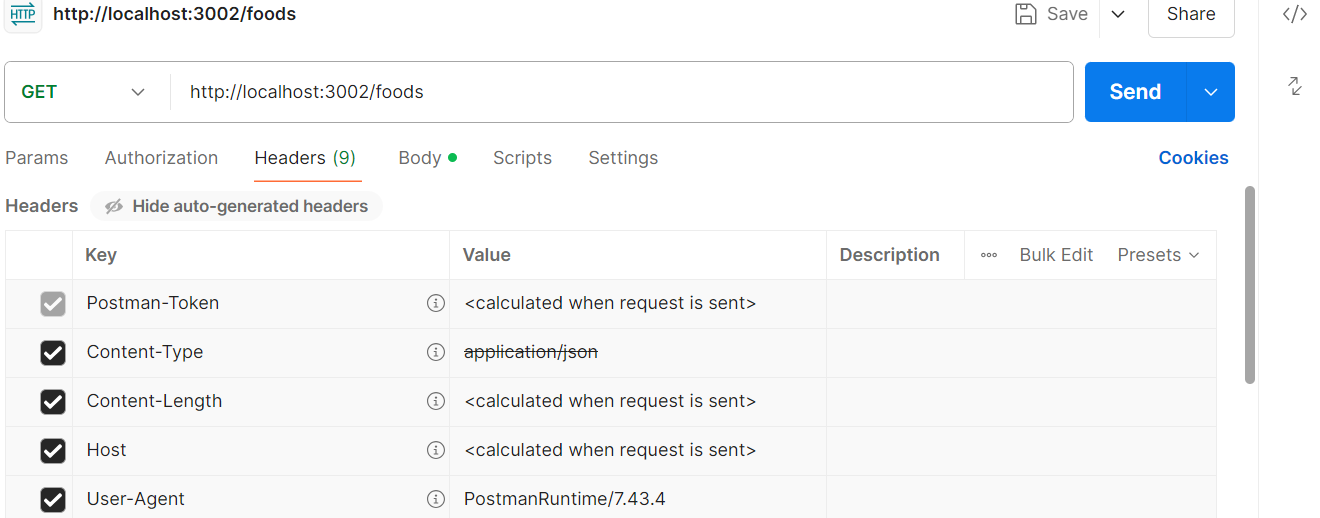 HTTP http://localhost:3002/foods Save Share </>
GET http://localhost:3002/foods Send
Params Authorization Headers (9) Body Scripts Settings Cookies
Headers Hide auto-generated headers
Key Value Description Bulk Edit Presets
Postman-Token <calculated when request is sent>
Content-Type application/json
Content-Length <calculated when request is sent>
Host <calculated when request is sent>
User-Agent PostmanRuntime/7.43.4